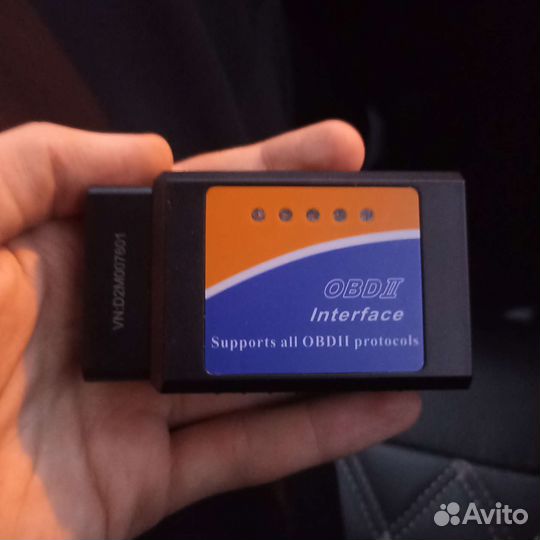 VN:D2M007601
OBDII
Interface
Supports all OBDII protocols
Avito